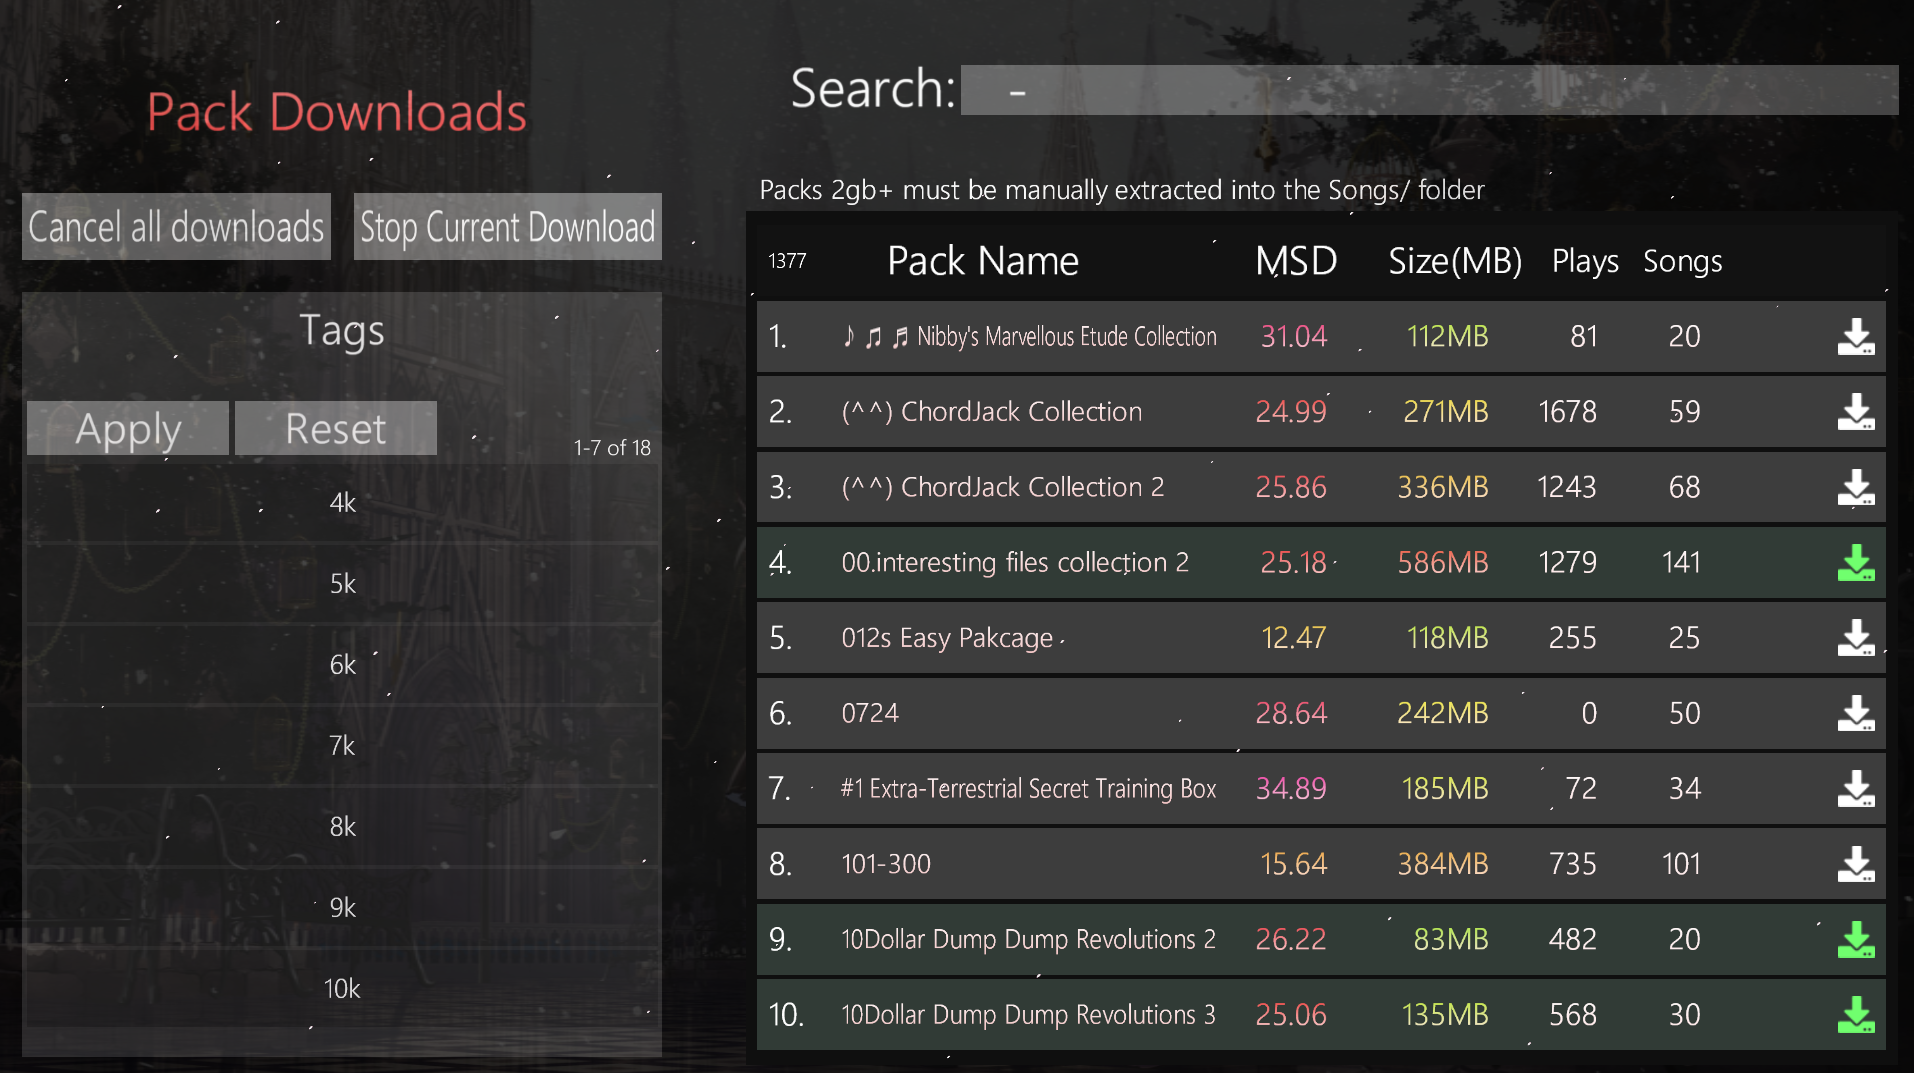 Pack Downloads
Search: -
Cancel all downloads Stop Current Download
Packs 2gb+ must be manually extracted into the Songs/ folder
Tags
Apply Reset 1-7 of 18
4k
5k
6k
7k
8k
9k
10k
1377 Pack Name MSD Size(MB) Plays Songs
1. ♪ ♫ ♬ Nibby's Marvellous Etude Collection 31.04 112MB 81 20
2. (^^) ChordJack Collection 24.99 271MB 1678 59
3. (^^) ChordJack Collection 2 25.86 336MB 1243 68
4. 00.interesting files collection 2 25.18 586MB 1279 141
5. 012s Easy Pakcage 12.47 118MB 255 25
6. 0724 28.64 242MB 0 50
7. #1 Extra-Terrestrial Secret Training Box 34.89 185MB 72 34
8. 101-300 15.64 384MB 735 101
9. 10Dollar Dump Dump Revolutions 2 26.22 83MB 482 20
10. 10Dollar Dump Dump Revolutions 3 25.06 135MB 568 30